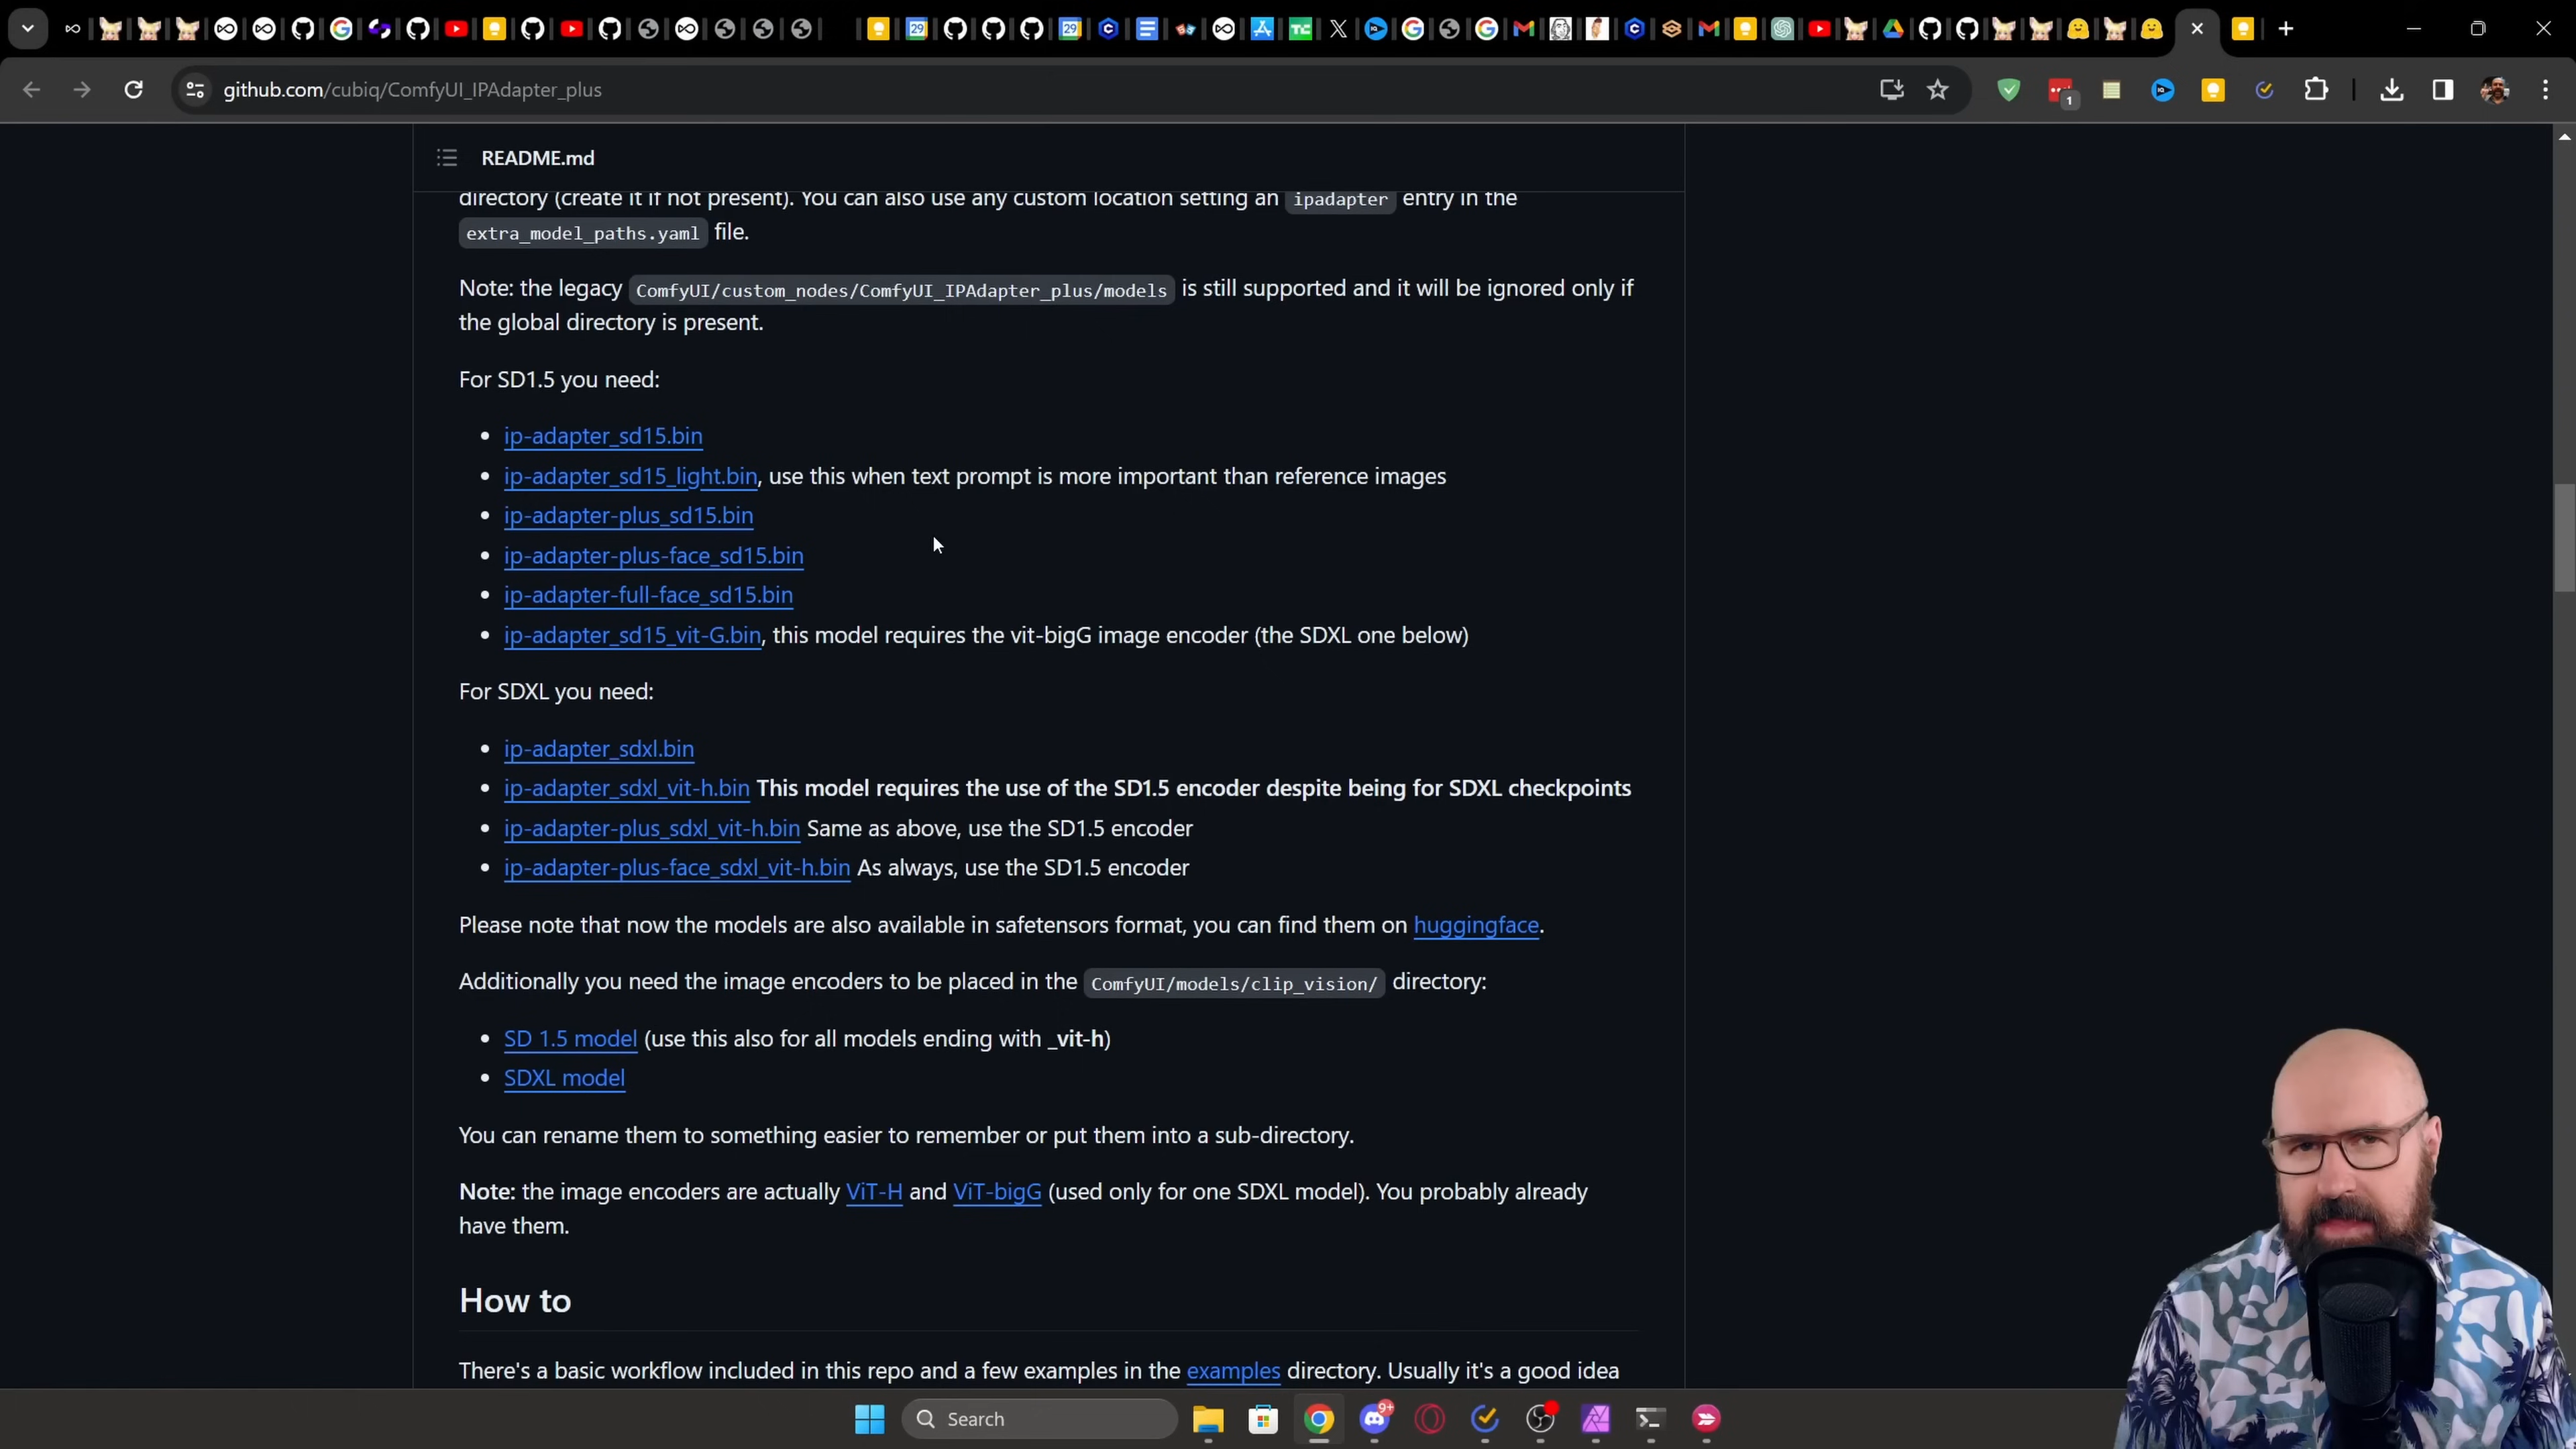 github.com/cubiq/ComfyUI_IPAdapter_plus
1
README.md
directory (create it if not present). You can also use any custom location setting an ipadapter entry in the
extra_model_paths.yaml file.
Note: the legacy ComfyUI/custom_nodes/ComfyUI_IPAdapter_plus/models is still supported and it will be ignored only if
the global directory is present.
For SD1.5 you need:
• ip-adapter_sd15.bin
• ip-adapter_sd15_light.bin, use this when text prompt is more important than reference images
• ip-adapter-plus_sd15.bin
• ip-adapter-plus-face_sd15.bin
• ip-adapter-full-face_sd15.bin
• ip-adapter_sd15_vit-G.bin, this model requires the vit-bigG image encoder (the SDXL one below)
For SDXL you need:
• ip-adapter_sdxl.bin
• ip-adapter_sdxl_vit-h.bin This model requires the use of the SD1.5 encoder despite being for SDXL checkpoints
• ip-adapter-plus_sdxl_vit-h.bin Same as above, use the SD1.5 encoder
• ip-adapter-plus-face_sdxl_vit-h.bin As always, use the SD1.5 encoder
Please note that now the models are also available in safetensors format, you can find them on huggingface.
Additionally you need the image encoders to be placed in the ComfyUI/models/clip_vision/ directory:
• SD 1.5 model (use this also for all models ending with _vit-h)
• SDXL model
You can rename them to something easier to remember or put them into a sub-directory.
Note: the image encoders are actually ViT-H and ViT-bigG (used only for one SDXL model). You probably already
have them.
How to
There's a basic workflow included in this repo and a few examples in the examples directory. Usually it's a good idea
Search
9+